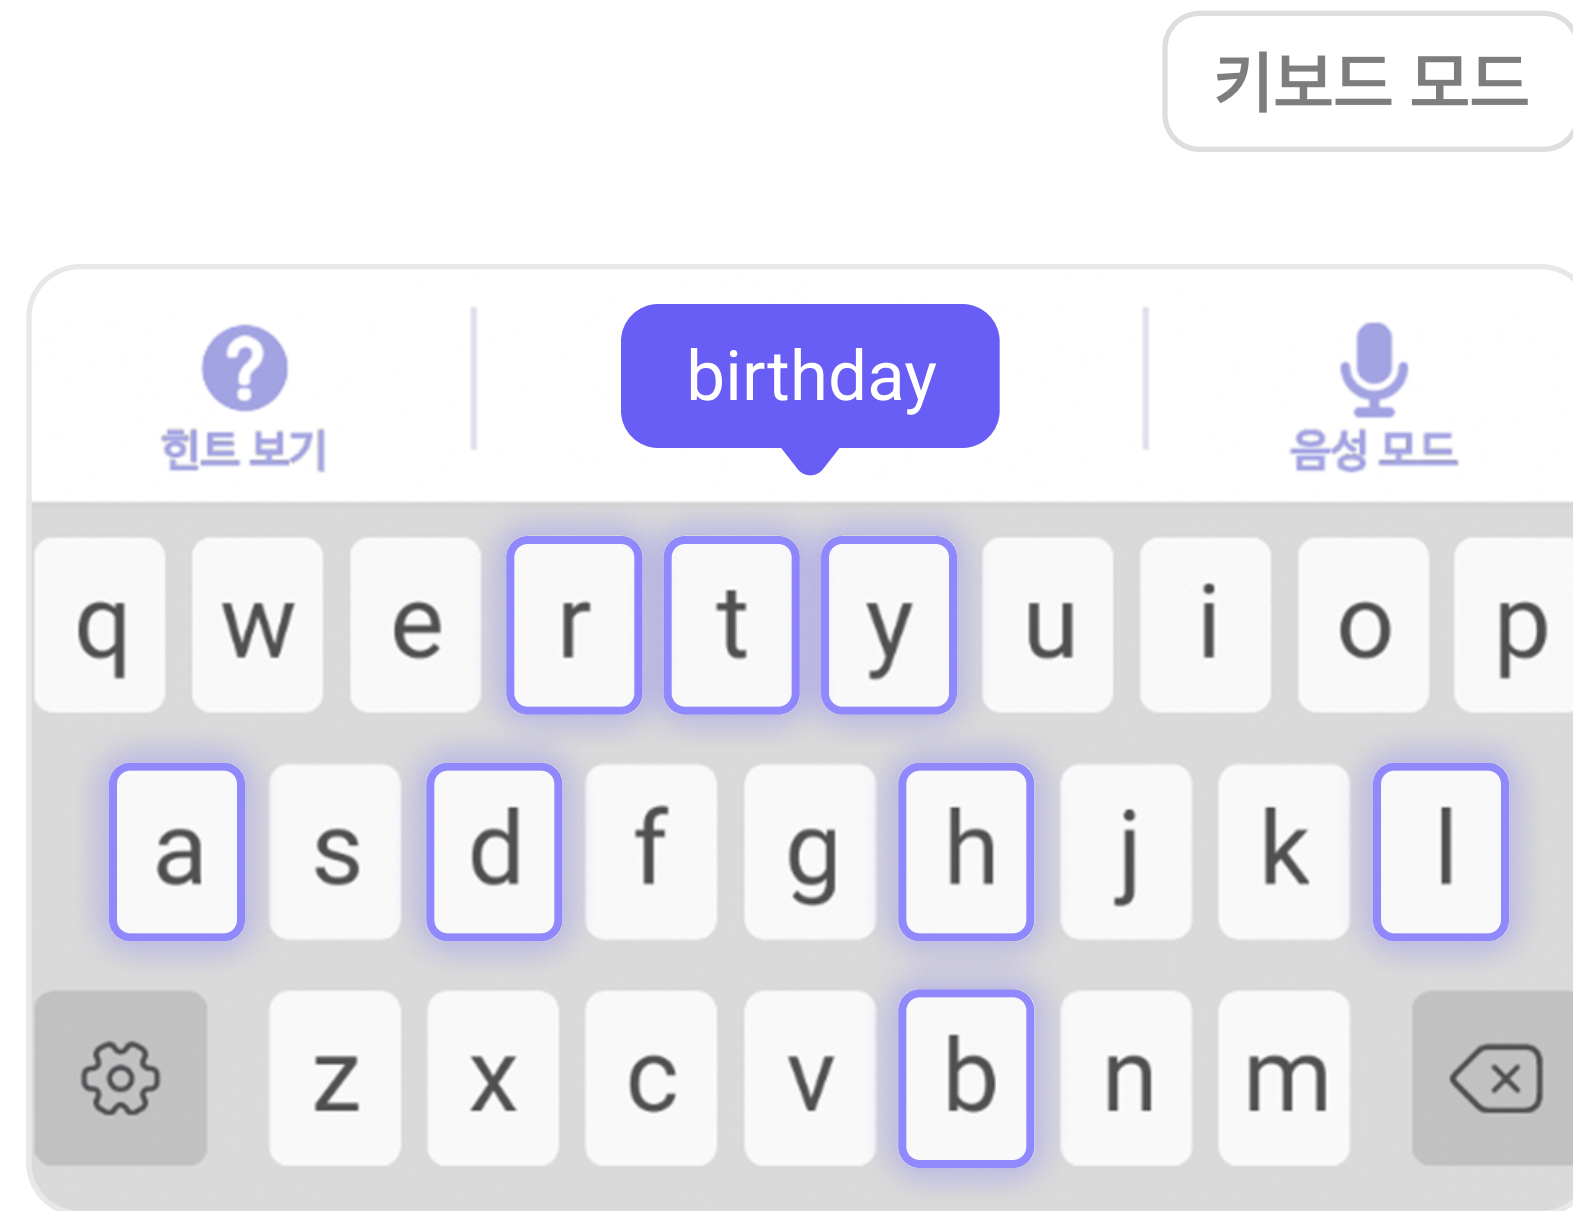 키보드 모드
birthday
힌트 보기
음성 모드
q w e r t y u i o p
a s d f g h j k l
z x c v b n m